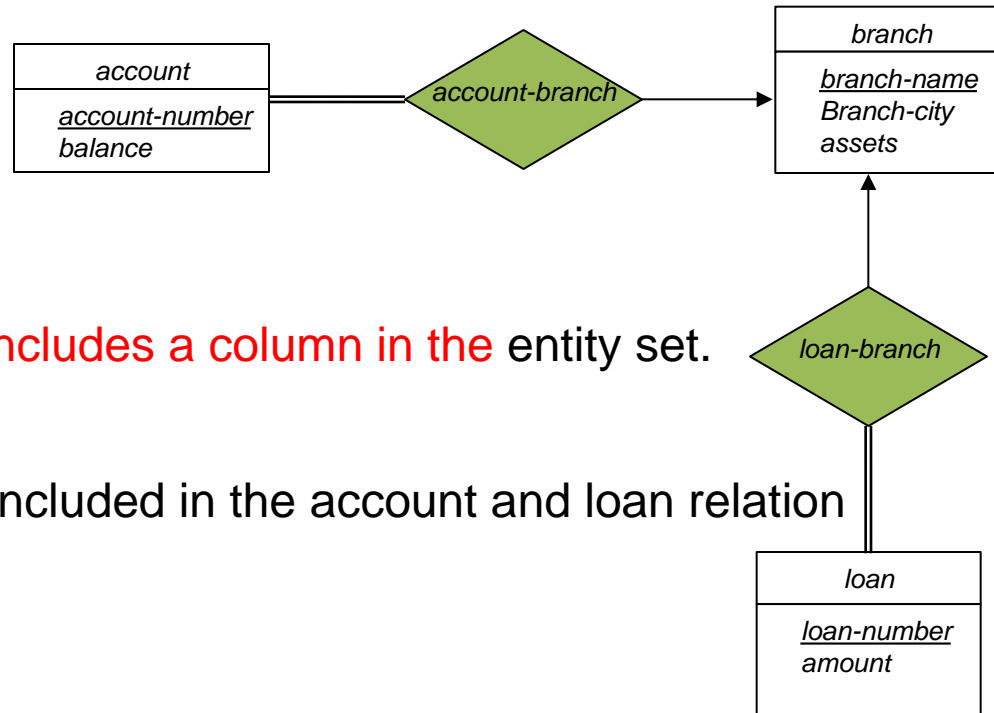 branch
account
account-branch
branch-name
account-number
Branch-city
balance
assets
ncludes a column in the entity set.
loan-branch
ncluded in the account and loan relation
loan
loan-number
amount